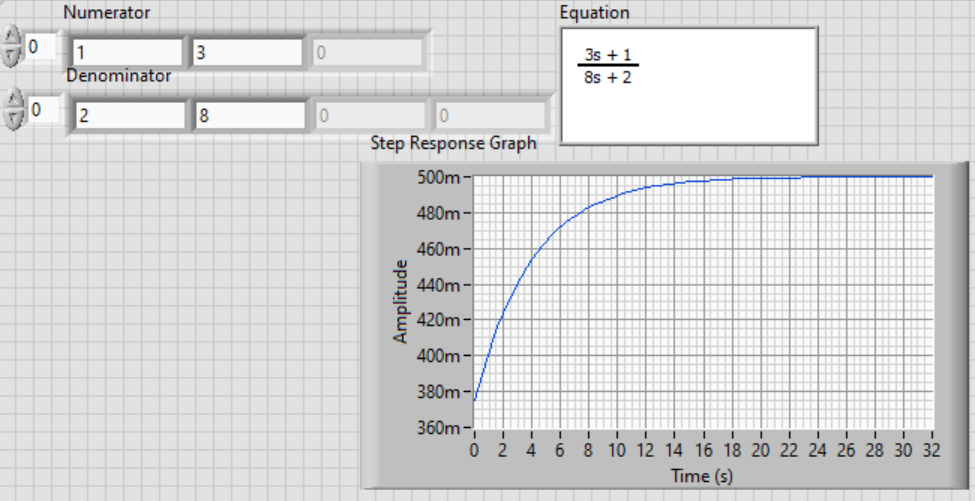 Numerator
0 1 3 0
Denominator
0 2 8 0 0
Equation
3s + 1
8s + 2
Step Response Graph
500m
480m
460m
440m
420m
400m
380m
360m
Amplitude
0 2 4 6 8 10 12 14 16 18 20 22 24 26 28 30 32
Time (s)